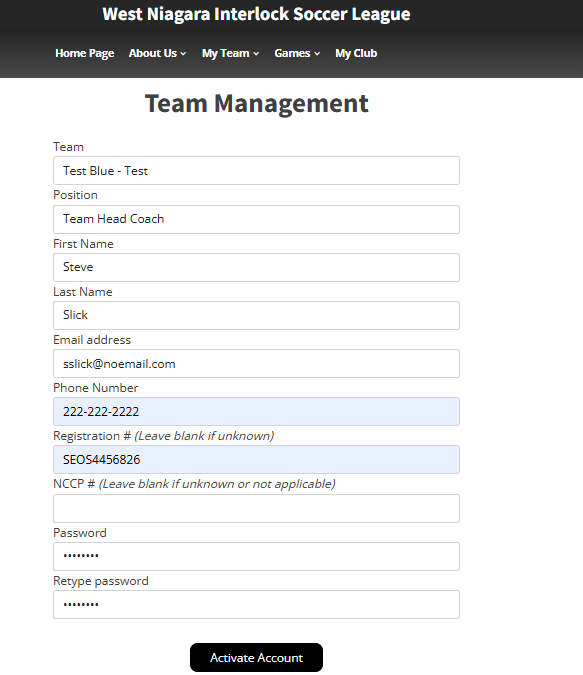 West Niagara Interlock Soccer League
Home Page About Us My Team Games My Club
Team Management
Team
Test Blue - Test
Position
Team Head Coach
First Name
Steve
Last Name
Slick
Email address
sslick@noemail.com
Phone Number
222-222-2222
Registration # (Leave blank if unknown)
SEOS4456826
NCCP # (Leave blank if unknown or not applicable)
Password
••••••••
Retype password
••••••••
Activate Account